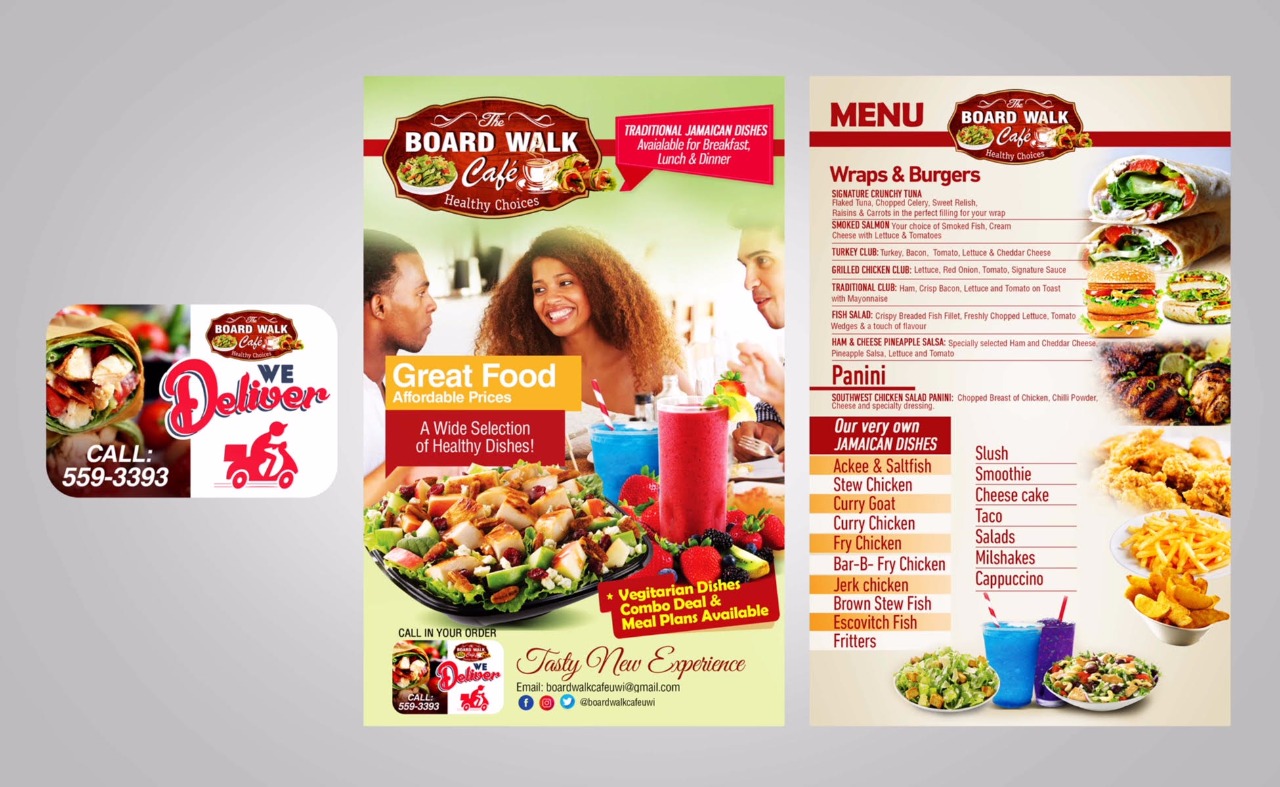 The
BOARD WALK
Café
Healthy Choices
WE
Deliver
CALL:
559-3393
The
BOARD WALK
Café
Healthy Choices
TRADITIONAL JAMAICAN DISHES
Avaialable for Breakfast,
Lunch & Dinner
Great Food
Affordable Prices
A Wide Selection
of Healthy Dishes!
Vegitarian Dishes
Combo Deal &
Meal Plans Available
CALL IN YOUR ORDER
The
BOARD WALK
Café
Healthy Choices
WE
Deliver
CALL:
559-3393
Tasty New Experience
Email: boardwalkcafeuwi@gmail.com
@boardwalkcafeuwi
MENU
The
BOARD WALK
Café
Healthy Choices
Wraps & Burgers
SIGNATURE CRUNCHY TUNA
Flaked Tuna, Chopped Celery, Sweet Relish,
Raisins & Carrots in the perfect filling for your wrap
SMOKED SALMON Your choice of Smoked Fish, Cream
Cheese with Lettuce & Tomatoes
TURKEY CLUB: Turkey, Bacon, Tomato, Lettuce & Cheddar Cheese
GRILLED CHICKEN CLUB: Lettuce, Red Onion, Tomato, Signature Sauce
TRADITIONAL CLUB: Ham, Crisp Bacon, Lettuce and Tomato on Toast
with Mayonnaise
FISH SALAD: Crispy Breaded Fish Fillet, Freshly Chopped Lettuce, Tomato
Wedges & a touch of flavour
HAM & CHEESE PINEAPPLE SALSA: Specially selected Ham and Cheddar Cheese,
Pineapple Salsa, Lettuce and Tomato
Panini
SOUTHWEST CHICKEN SALAD PANINI: Chopped Breast of Chicken, Chilli Powder,
Cheese and specialty dressing.
Our very own
JAMAICAN DISHES
Ackee & Saltfish
Stew Chicken
Curry Goat
Curry Chicken
Fry Chicken
Bar-B- Fry Chicken
Jerk chicken
Brown Stew Fish
Escovitch Fish
Fritters
Slush
Smoothie
Cheese cake
Taco
Salads
Milshakes
Cappuccino